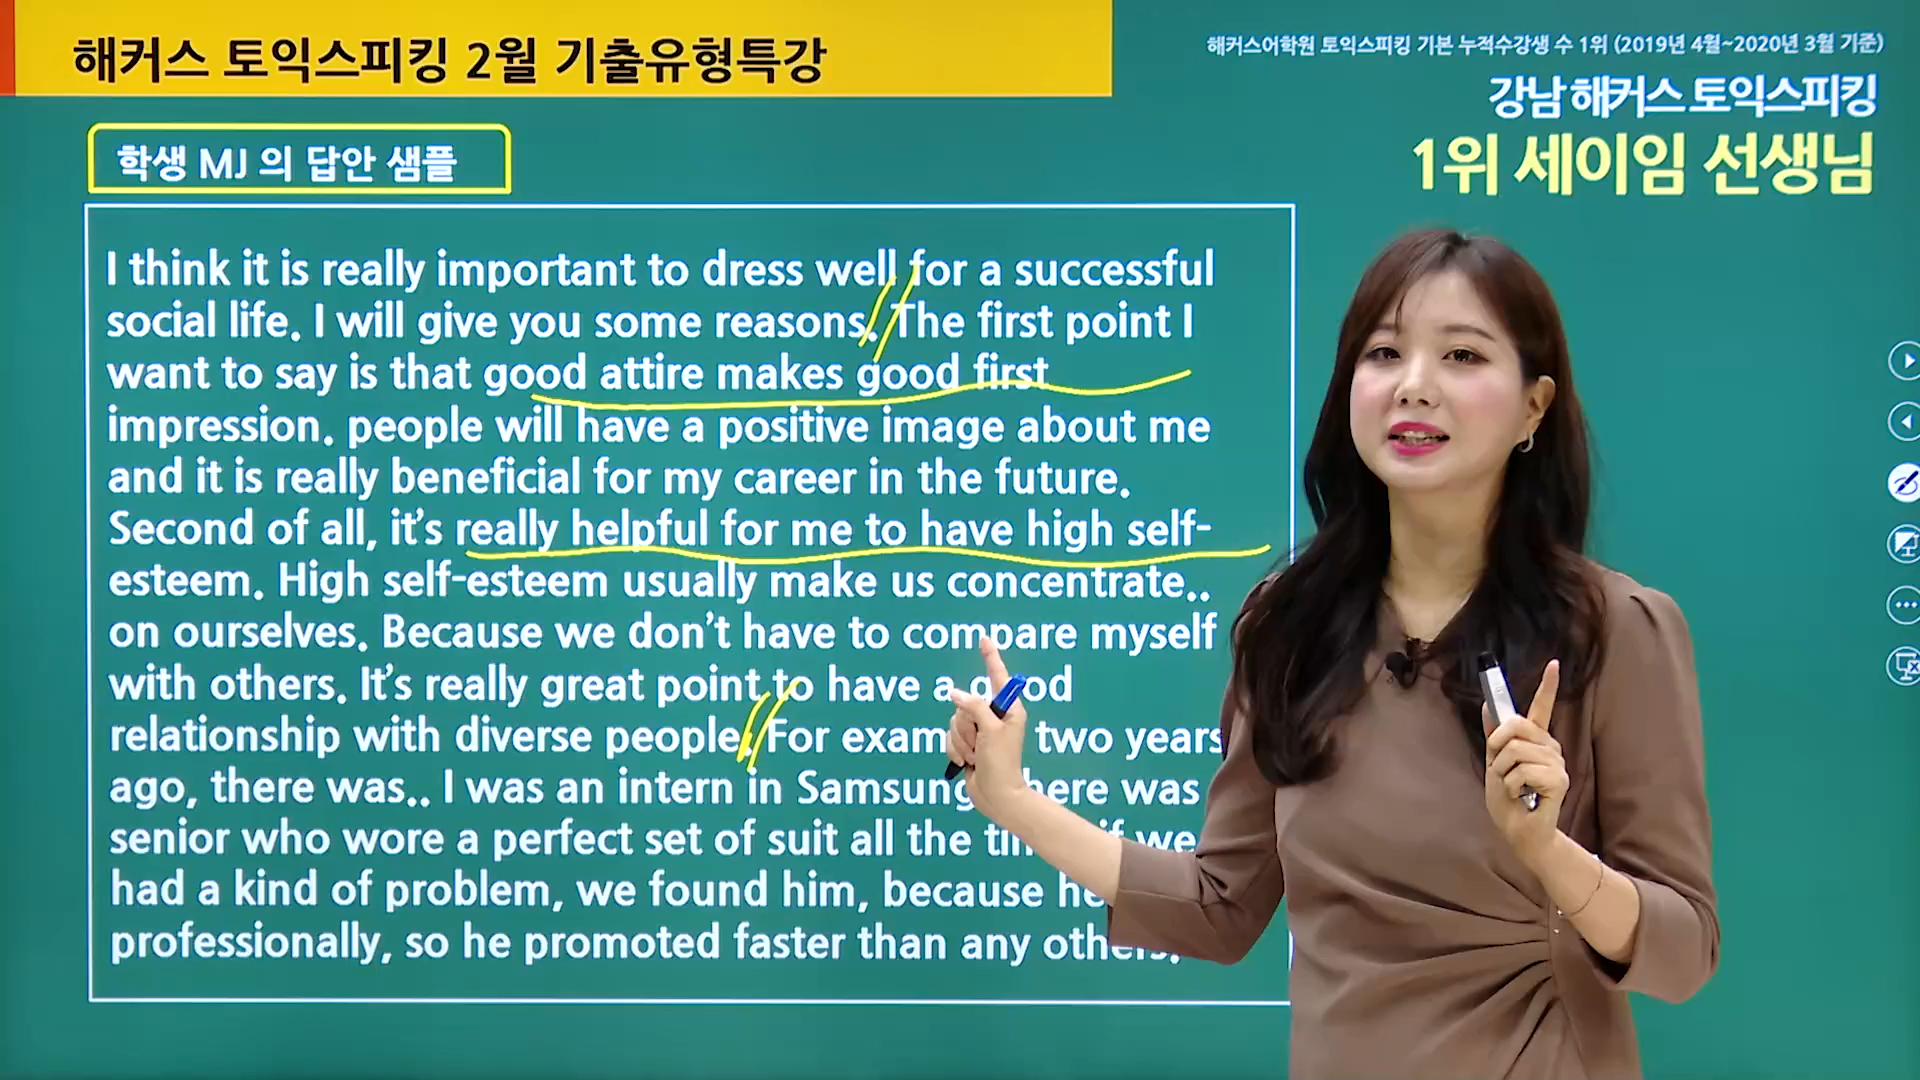 해커스 토익스피킹 2월 기출유형특강
해커스어학원 토익스피킹 기본 누적수강생 수 1위 (2019년 4월~2020년 3월 기준)
강남 해커스 토익스피킹
1위 세이임 선생님
학생 MJ 의 답안 샘플
I think it is really important to dress well for a successful
social life. I will give you some reasons. The first point I
want to say is that good attire makes good first
impression. people will have a positive image about me
and it is really beneficial for my career in the future.
Second of all, it's really helpful for me to have high self-
esteem. High self-esteem usually make us concentrate..
on ourselves. Because we don't have to compare myself
with others. It's really great point to have a good
relationship with diverse people. For two years
ago, there was.. I was an intern in Samsung was
senior who wore a perfect set of suit all the we
had a kind of problem, we found him, because he
professionally, so he promoted faster than any others.